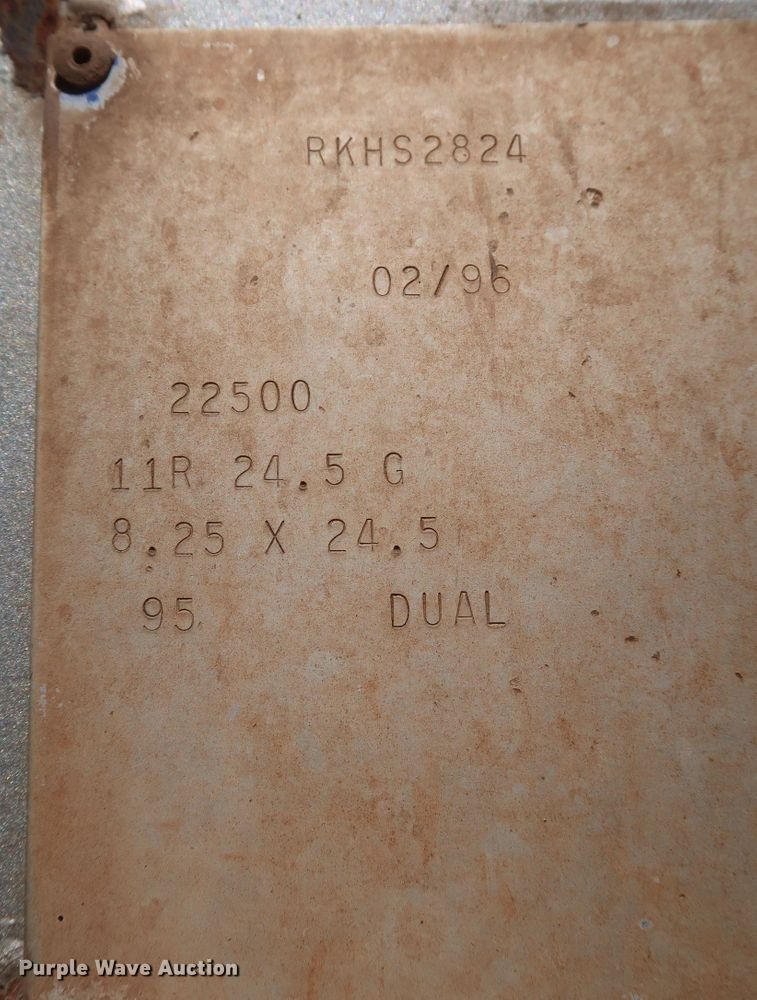 RKHS2824
02/96
22500
11R 24.5 G
8.25 X 24.5
95 DUAL
Purple Wave Auction